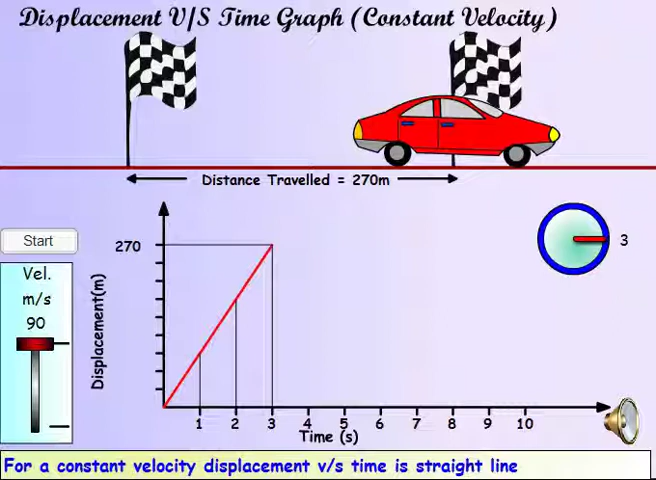 Displacement V/S Time Graph (Constant Velocity)
Distance Travelled = 270m
Start
Vel.
m/s
90
270
Displacement(m)
3
1 2 3 4 5 6 7 8 9 10
Time (s)
For a constant velocity displacement v/s time is straight line